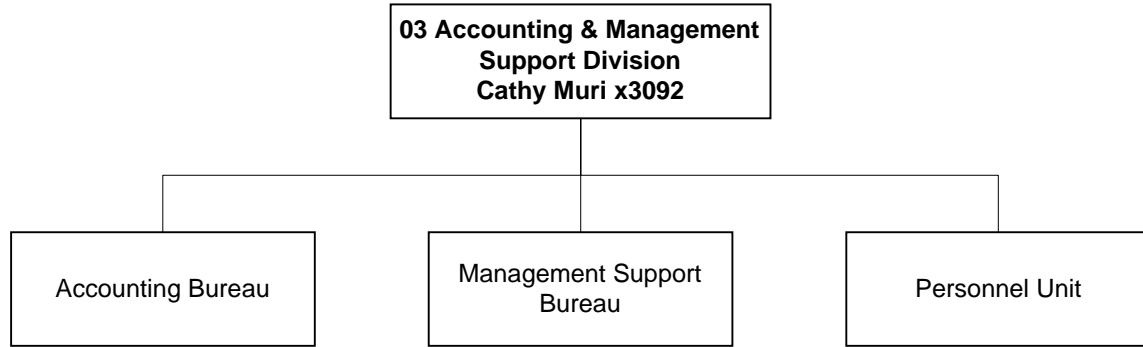 03 Accounting & Management
Support Division
Cathy Muri x3092
Accounting Bureau
Management Support
Bureau
Personnel Unit